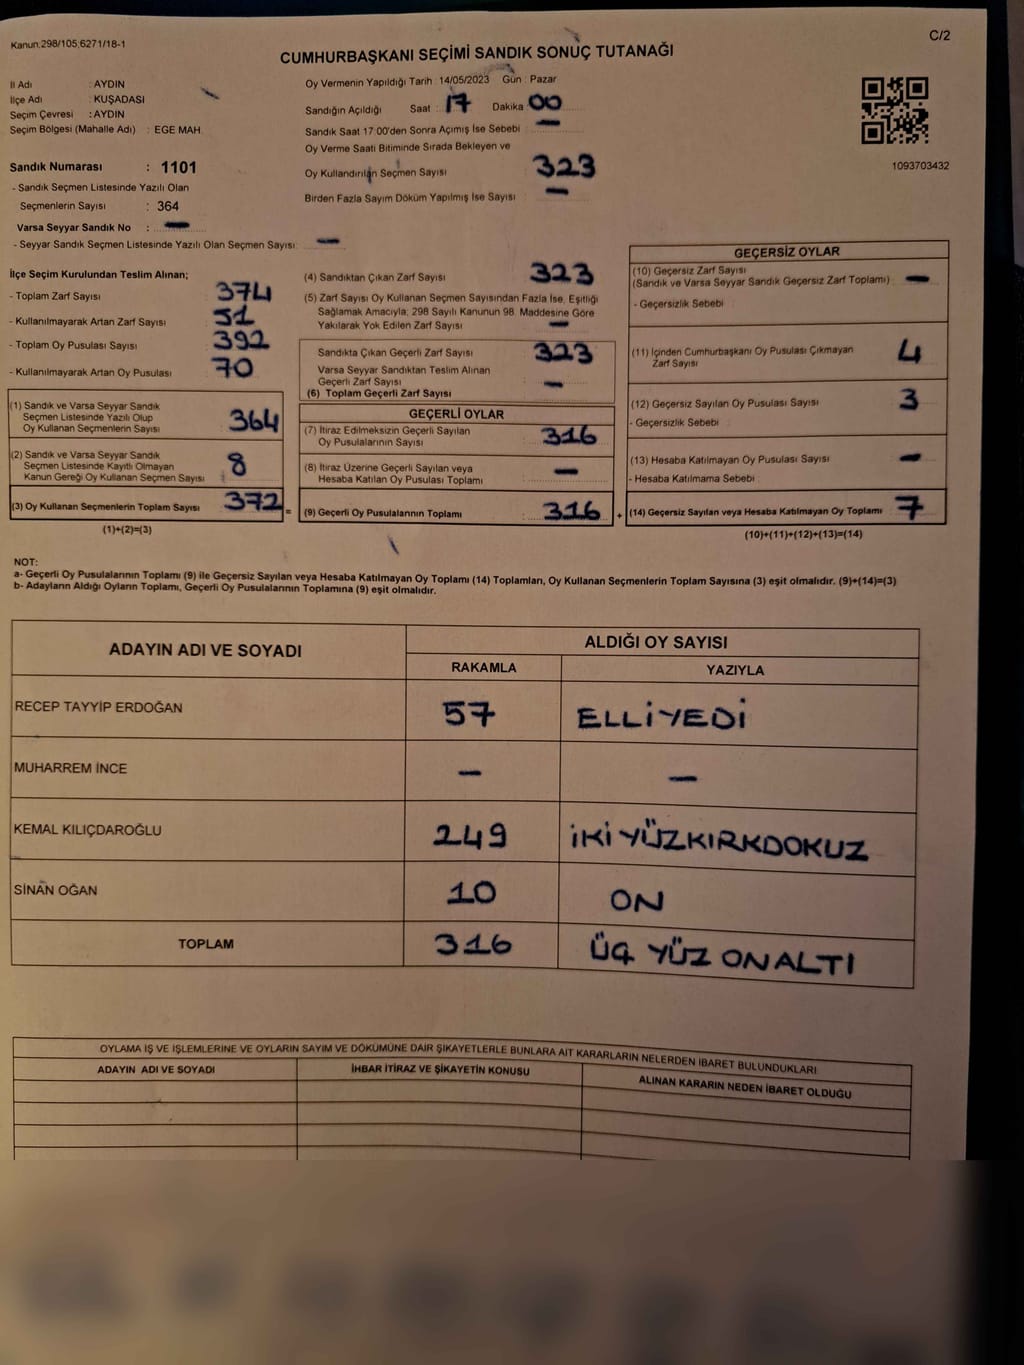 Kanun.298/105,6271/18-1
C/2
CUMHURBAŞKANI SEÇİMİ SANDIK SONUÇ TUTANAĞI
İl Adı : AYDIN
İlçe Adı : KUŞADASI
Seçim Çevresi : AYDIN
Seçim Bölgesi (Mahalle Adı) : EGE MAH.
Sandık Numarası : 1101
- Sandık Seçmen Listesinde Yazılı Olan
Seçmenlerin Sayısı : 364
Varsa Seyyar Sandık No : —
- Seyyar Sandık Seçmen Listesinde Yazılı Olan Seçmen Sayısı: —
Oy Vermenin Yapıldığı Tarih : 14/05/2023 Gün : Pazar
Sandığın Açıldığı Saat : 17 Dakika 00
Sandık Saat 17:00'den Sonra Açımış İse Sebebi : —
Oy Verme Saati Bitiminde Sırada Bekleyen ve
Oy Kullandırılan Seçmen Sayısı : 323
Birden Fazla Sayım Döküm Yapılmış İse Sayısı : —
1093703432
İlçe Seçim Kurulundan Teslim Alınan;
- Toplam Zarf Sayısı : 374
- Kullanılmayarak Artan Zarf Sayısı : 51
- Toplam Oy Pusulası Sayısı : 392
- Kullanılmayarak Artan Oy Pusulası : 70
(1) Sandık ve Varsa Seyyar Sandık
Seçmen Listesinde Yazılı Olup
Oy Kullanan Seçmenlerin Sayısı : 364
(2) Sandık ve Varsa Seyyar Sandık
Seçmen Listesinde Kayıtlı Olmayan
Kanun Gereği Oy Kullanan Seçmen Sayısı : 8
(3) Oy Kullanan Seçmenlerin Toplam Sayısı : 372 =
(1)+(2)=(3)
(4) Sandıktan Çıkan Zarf Sayısı : 323
(5) Zarf Sayısı Oy Kullanan Seçmen Sayısından Fazla İse, Eşitliği
Sağlamak Amacıyla; 298 Sayılı Kanunun 98. Maddesine Göre
Yakılarak Yok Edilen Zarf Sayısı : —
Sandıkta Çıkan Geçerli Zarf Sayısı : 323
Varsa Seyyar Sandıktan Teslim Alınan
Geçerli Zarf Sayısı : —
(6) Toplam Geçerli Zarf Sayısı
GEÇERLİ OYLAR
(7) İtiraz Edilmeksizin Geçerli Sayılan
Oy Pusulalarının Sayısı : 316
(8) İtiraz Üzerine Geçerli Sayılan veya
Hesaba Katılan Oy Pusulası Toplamı : —
(9) Geçerli Oy Pusulalarının Toplamı : 316 +
GEÇERSİZ OYLAR
(10) Geçersiz Zarf Sayısı
(Sandık ve Varsa Seyyar Sandık Geçersiz Zarf Toplamı) : —
- Geçersizlik Sebebi :
(11) İçinden Cumhurbaşkanı Oy Pusulası Çıkmayan
Zarf Sayısı : 4
(12) Geçersiz Sayılan Oy Pusulası Sayısı : 3
- Geçersizlik Sebebi :
(13) Hesaba Katılmayan Oy Pusulası Sayısı : —
- Hesaba Katılmama Sebebi :
(14) Geçersiz Sayılan veya Hesaba Katılmayan Oy Toplamı : 7
(10)+(11)+(12)+(13)=(14)
NOT:
a- Geçerli Oy Pusulalarının Toplamı (9) ile Geçersiz Sayılan veya Hesaba Katılmayan Oy Toplamı (14) Toplamları, Oy Kullanan Seçmenlerin Toplam Sayısına (3) eşit olmalıdır. (9)+(14)=(3)
b- Adayların Aldığı Oyların Toplamı, Geçerli Oy Pusulalarının Toplamına (9) eşit olmalıdır.
ADAYIN ADI VE SOYADI
ALDIĞI OY SAYISI
RAKAMLA YAZIYLA
RECEP TAYYİP ERDOĞAN 57 ELLİYEDİ
MUHARREM İNCE — —
KEMAL KILIÇDAROĞLU 249 İKİYÜZKIRKDOKUZ
SİNAN OĞAN 10 ON
TOPLAM 316 ÜÇ YÜZ ONALTI
OYLAMA İŞ VE İŞLEMLERİNE VE OYLARIN SAYIM VE DÖKÜMÜNE DAİR ŞİKAYETLERLE BUNLARA AİT KARARLARIN NELERDEN İBARET BULUNDUKLARI
ADAYIN ADI VE SOYADI İHBAR İTİRAZ VE ŞİKAYETİN KONUSU ALINAN KARARIN NEDEN İBARET OLDUĞU